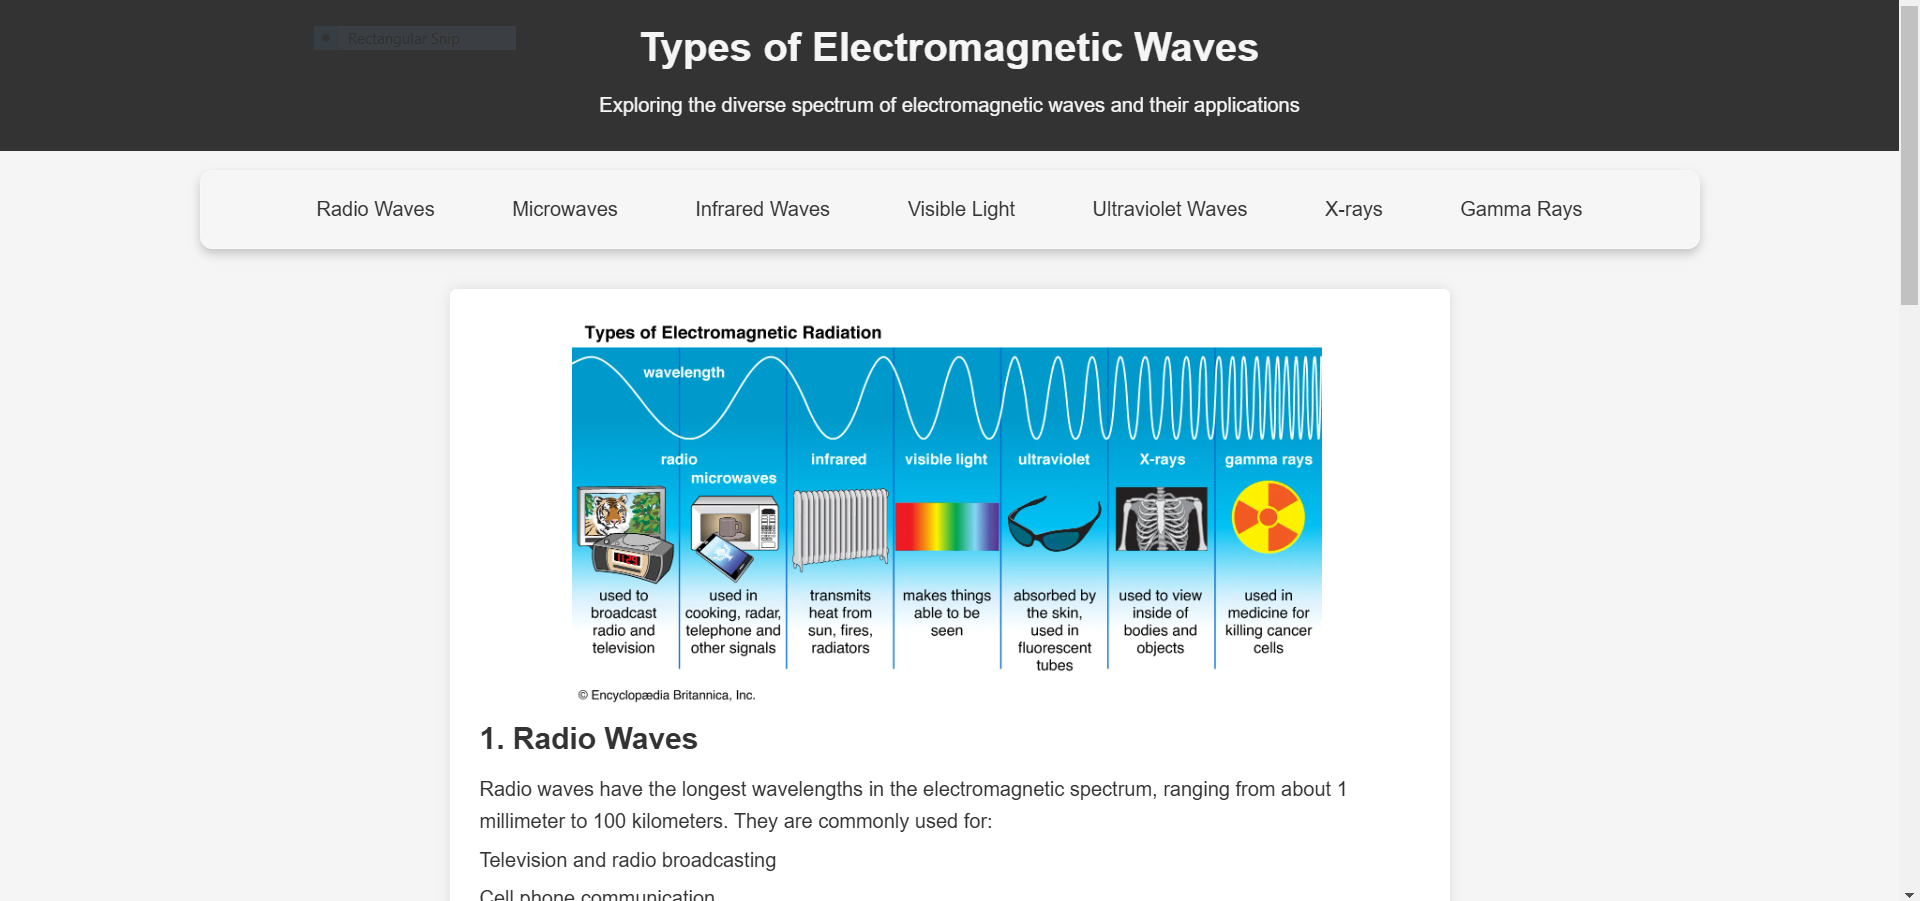 Rectangular Snip
Types of Electromagnetic Waves
Exploring the diverse spectrum of electromagnetic waves and their applications
Radio Waves
Microwaves
Infrared Waves
Visible Light
Ultraviolet Waves
X-rays
Gamma Rays
Types of Electromagnetic Radiation
wavelength
radio
microwaves
infrared
visible light
ultraviolet
X-rays
gamma rays
used to
broadcast
radio and
television
used in
cooking, radar,
telephone and
other signals
transmits
heat from
sun, fires,
radiators
makes things
able to be
seen
absorbed by
the skin,
used in
fluorescent
tubes
used to view
inside of
bodies and
objects
used in
medicine for
killing cancer
cells
© Encyclopædia Britannica, Inc.
1. Radio Waves
Radio waves have the longest wavelengths in the electromagnetic spectrum, ranging from about 1
millimeter to 100 kilometers. They are commonly used for:
Television and radio broadcasting
Cell phone communication